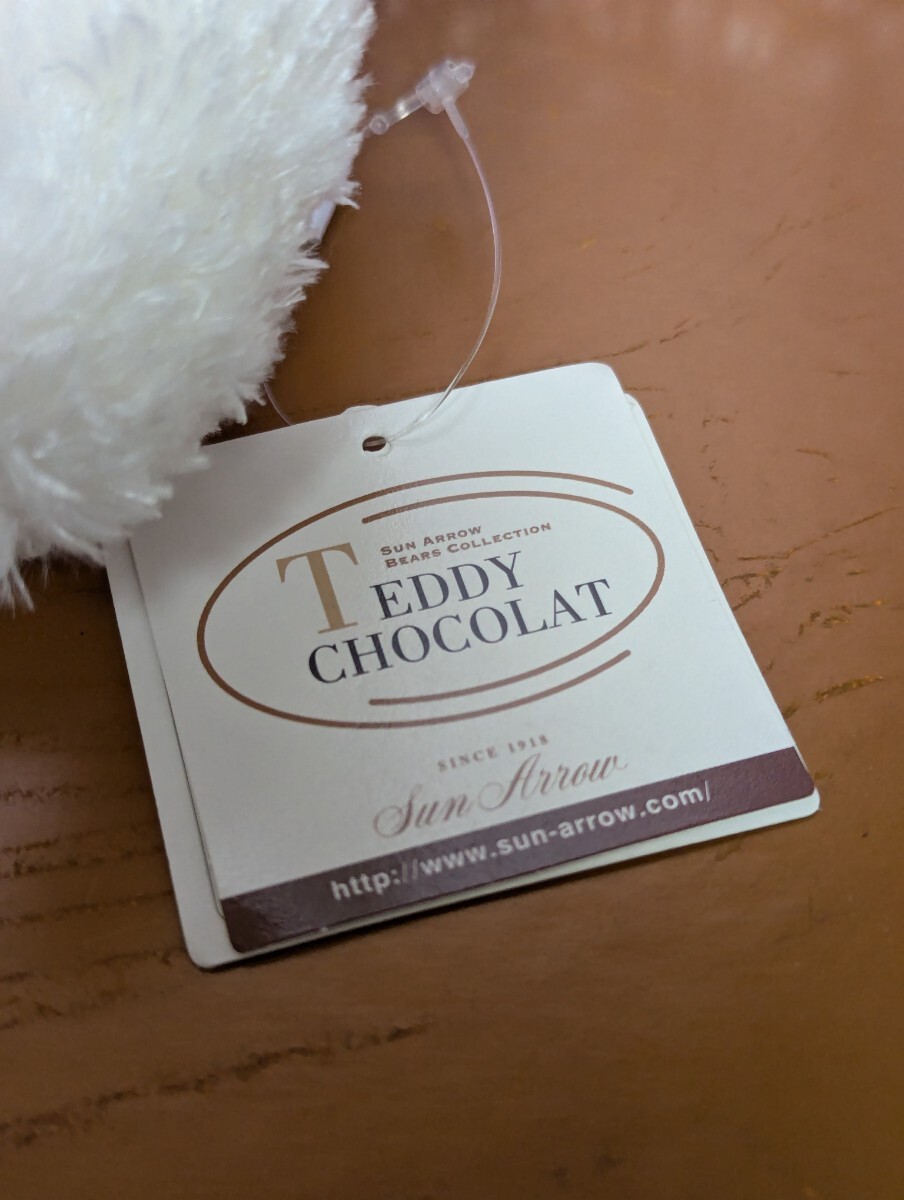 SUN ARROW
BEARS COLLECTION
TEDDY
CHOCOLAT
SINCE 1918
Sun Arrow
http://www.sun-arrow.com/